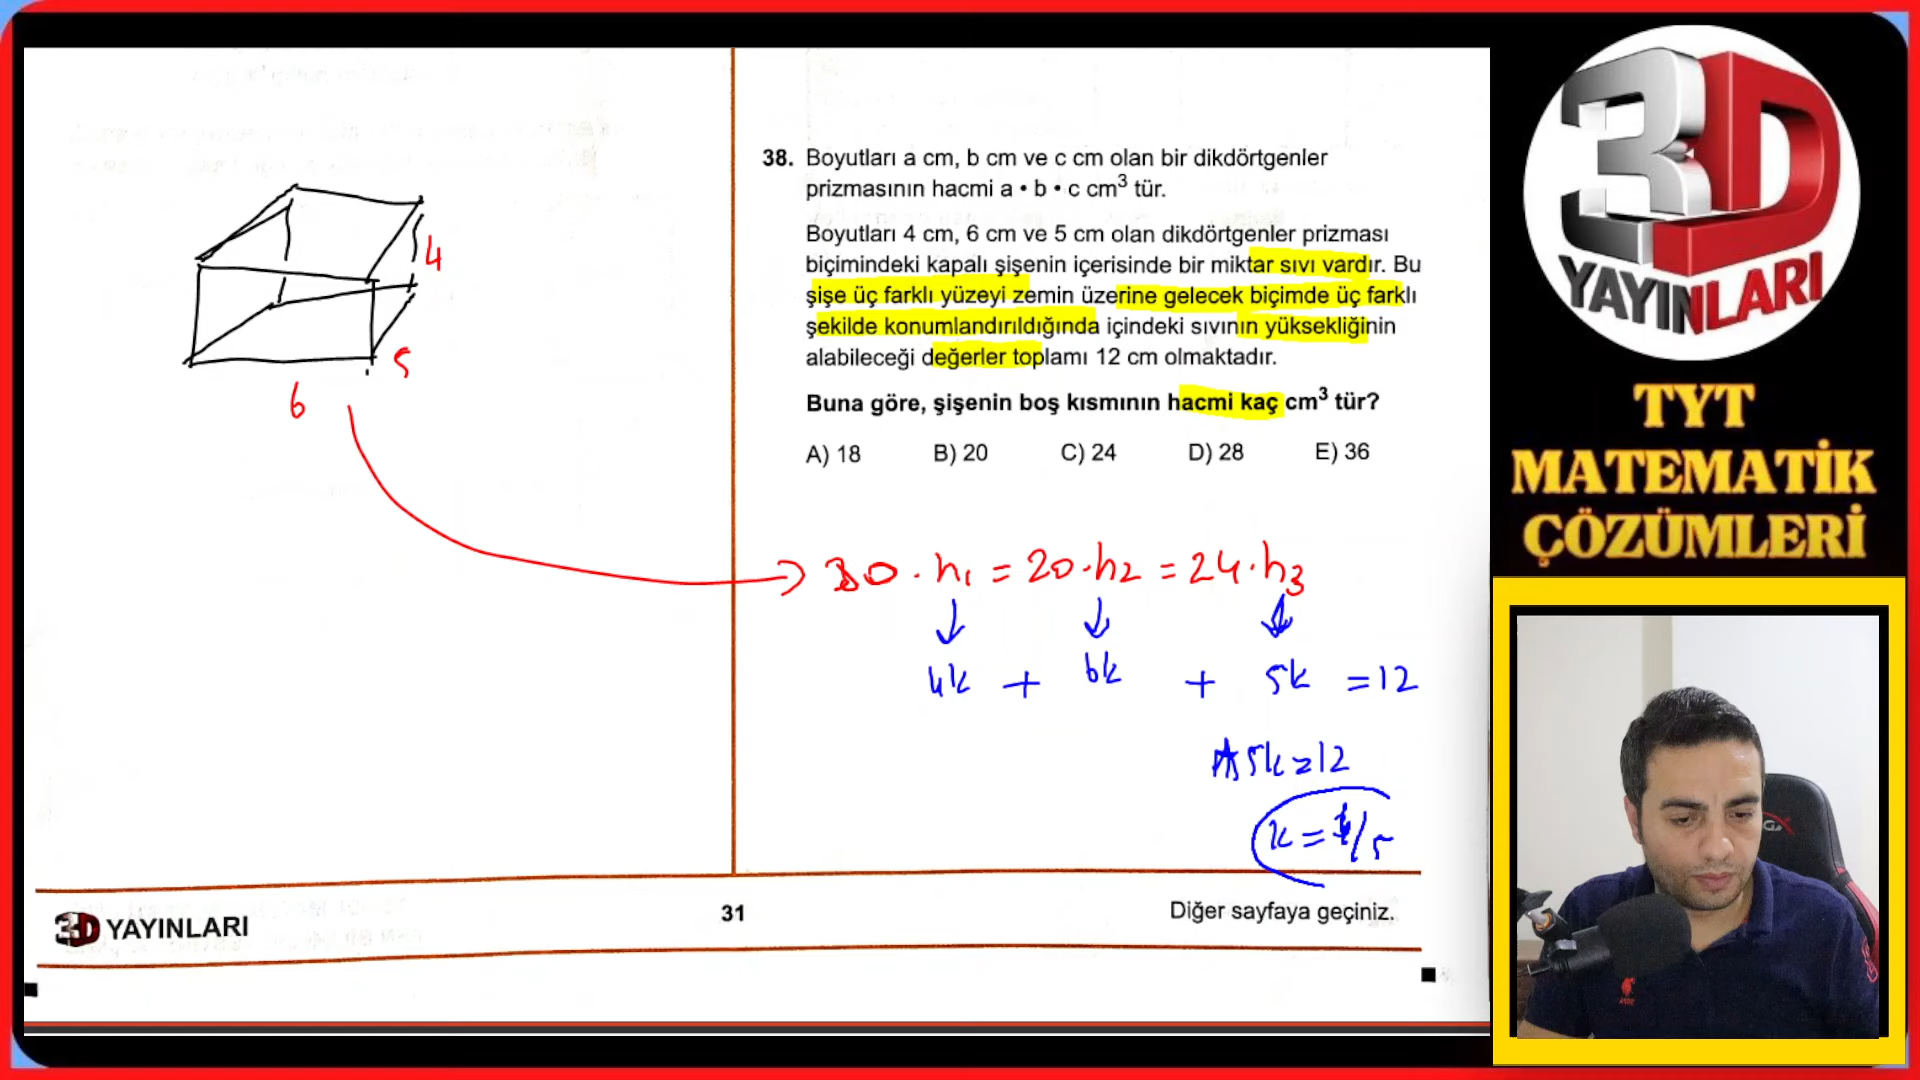 38. Boyutları a cm, b cm ve c cm olan bir dikdörtgenler
prizmasının hacmi a • b • c cm³ tür.
Boyutları 4 cm, 6 cm ve 5 cm olan dikdörtgenler prizması
biçimindeki kapalı şişenin içerisinde bir miktar sıvı vardır. Bu
şişe üç farklı yüzeyi zemin üzerine gelecek biçimde üç farklı
şekilde konumlandırıldığında içindeki sıvının yüksekliğinin
alabileceği değerler toplamı 12 cm olmaktadır.
Buna göre, şişenin boş kısmının hacmi kaç cm³ tür?
A) 18 B) 20 C) 24 D) 28 E) 36
4
5
6
30 · h1 = 20 · h2 = 24 · h3
4k + 6k + 5k = 12
15k = 12
k = 4/5
3D YAYINLARI
31
Diğer sayfaya geçiniz.
3D
YAYINLARI
TYT
MATEMATİK
ÇÖZÜMLERİ